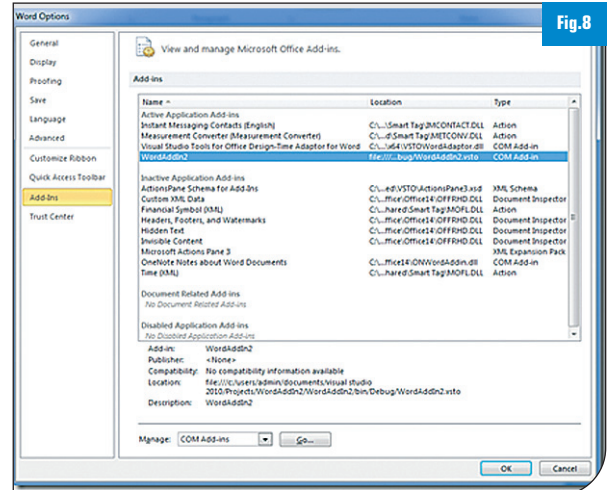 Word Options
Fig.8
General
Display
Proofing
Save
Language
Advanced
Customize Ribbon
Quick Access Toolbar
Add-Ins
Trust Center
View and manage Microsoft Office Add-ins.
Add-ins
Name Location Type
Active Application Add-ins
Instant Messaging Contacts (English) C:\...\Smart Tag\IMCONTACT.DLL Action
Measurement Converter (Measurement Converter) C:\...d\Smart Tag\METCONV.DLL Action
Visual Studio Tools for Office Design-Time Adaptor for Word C:\...\x64\VSTOWordAdaptor.dll COM Add-in
WordAddIn2 file:///...bug/WordAddIn2.vsto COM Add-in
Inactive Application Add-ins
ActionsPane Schema for Add-Ins C:\...ed\VSTO\ActionsPane3.xsd XML Schema
Custom XML Data C:\...ffice\Office14\OFFRHD.DLL Document Inspector
Financial Symbol (XML) C:\...hared\Smart Tag\MOFL.DLL Action
Headers, Footers, and Watermarks C:\...ffice\Office14\OFFRHD.DLL Document Inspector
Hidden Text C:\...ffice\Office14\OFFRHD.DLL Document Inspector
Invisible Content C:\...ffice\Office14\OFFRHD.DLL Document Inspector
Microsoft Actions Pane 3 XML Expansion Pack
OneNote Notes about Word Documents C:\...ffice14\ONWordAddin.dll COM Add-in
Time (XML) C:\...hared\Smart Tag\MOFL.DLL Action
Document Related Add-ins
No Document Related Add-ins
Disabled Application Add-ins
No Disabled Application Add-ins
Add-in: WordAddIn2
Publisher: <None>
Compatibility: No compatibility information available
Location: file:///c:/users/admin/documents/visual studio
2010/Projects/WordAddIn2/WordAddIn2/bin/Debug/WordAddIn2.vsto
Description: WordAddIn2
Manage: COM Add-ins Go...
OK Cancel